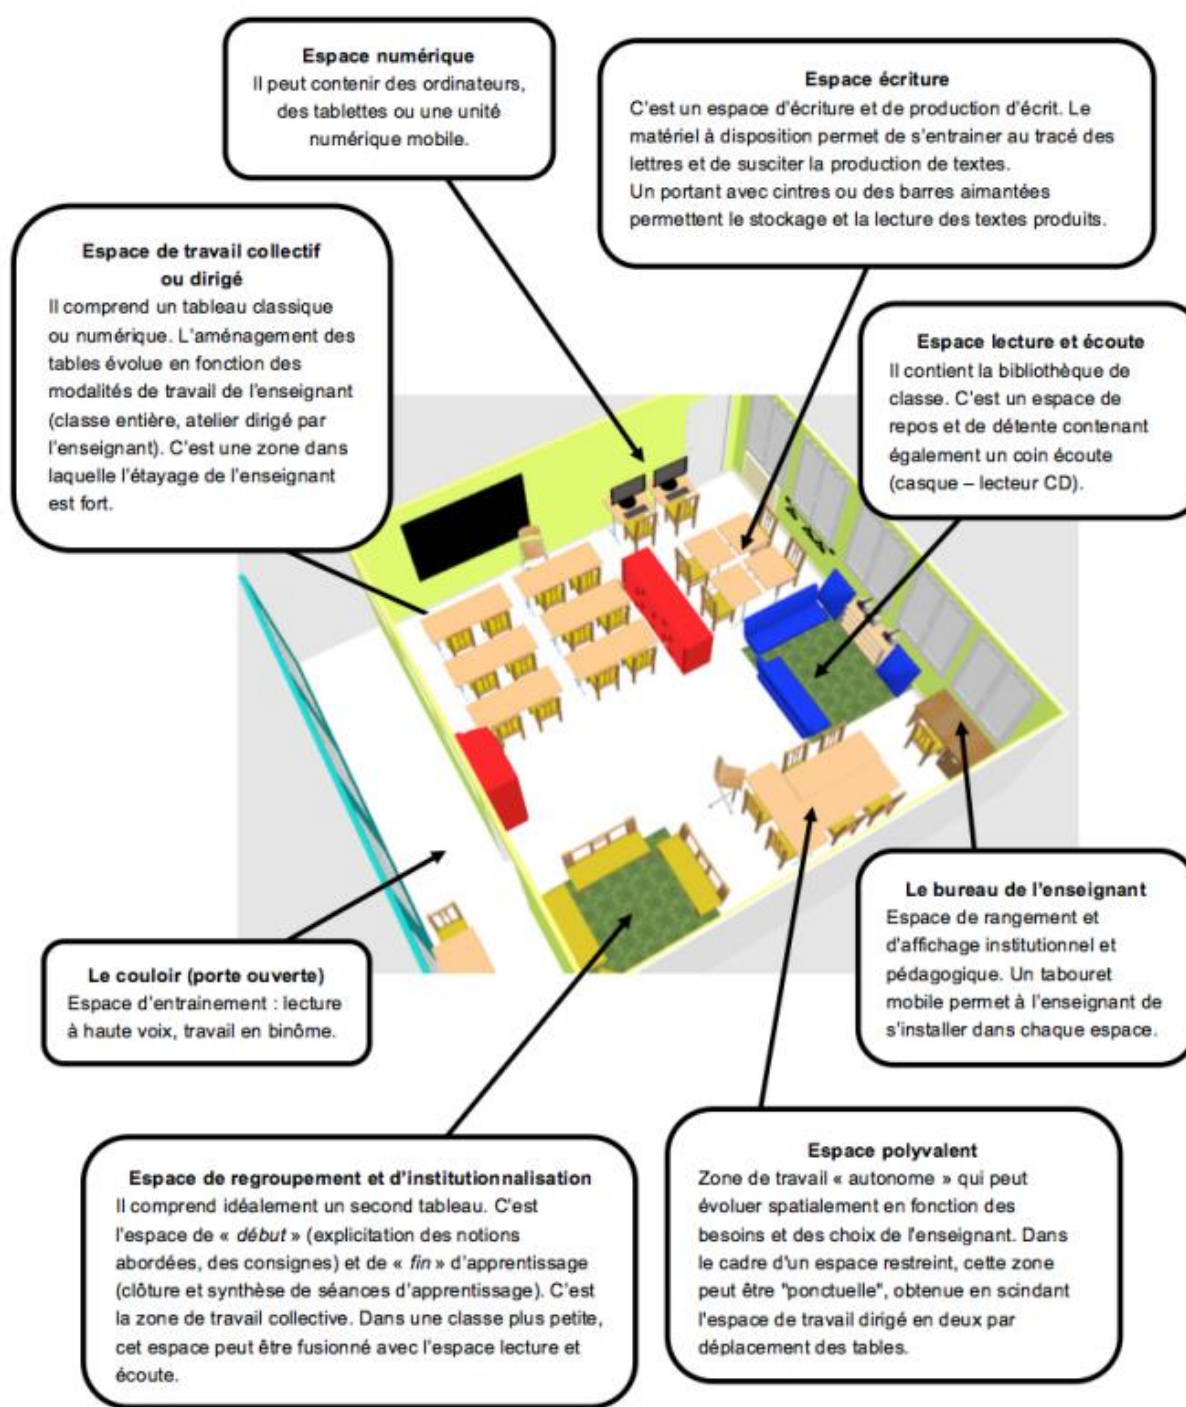 Espace numérique
Il peut contenir des ordinateurs,
des tablettes ou une unité
numérique mobile.
Espace écriture
C'est un espace d'écriture et de production d'écrit. Le
matériel à disposition permet de s'entrainer au tracé des
lettres et de susciter la production de textes.
Un portant avec cintres ou des barres aimantées
permettent le stockage et la lecture des textes produits.
Espace de travail collectif
ou dirigé
Il comprend un tableau classique
ou numérique. L'aménagement des
tables évolue en fonction des
modalités de travail de l'enseignant
(classe entière, atelier dirigé par
l'enseignant). C'est une zone dans
laquelle l'étayage de l'enseignant
est fort.
Espace lecture et écoute
Il contient la bibliothèque de
classe. C'est un espace de
repos et de détente contenant
également un coin écoute
(casque – lecteur CD).
Le bureau de l'enseignant
Espace de rangement et
d'affichage institutionnel et
pédagogique. Un tabouret
mobile permet à l'enseignant de
s'installer dans chaque espace.
Le couloir (porte ouverte)
Espace d'entrainement : lecture
à haute voix, travail en binôme.
Espace de regroupement et d'institutionnalisation
Il comprend idéalement un second tableau. C'est
l'espace de « début » (explicitation des notions
abordées, des consignes) et de « fin » d'apprentissage
(clôture et synthèse de séances d'apprentissage). C'est
la zone de travail collective. Dans une classe plus petite,
cet espace peut être fusionné avec l'espace lecture et
écoute.
Espace polyvalent
Zone de travail « autonome » qui peut
évoluer spatialement en fonction des
besoins et des choix de l'enseignant. Dans
le cadre d'un espace restreint, cette zone
peut être "ponctuelle", obtenue en scindant
l'espace de travail dirigé en deux par
déplacement des tables.